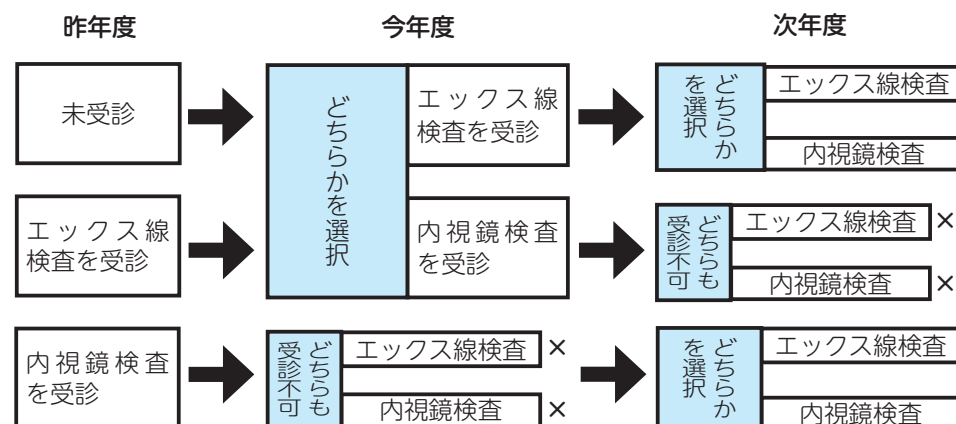 昨年度
今年度
次年度
未受診
どちらかを選択
エックス線
検査を受診
どちらか
を選択
エックス線検査
内視鏡検査
エックス線
検査を受診
内視鏡検査
を受診
どちらも
受診不可
エックス線検査
×
内視鏡検査
×
内視鏡検査
を受診
どちらも
受診不可
エックス線検査
×
内視鏡検査
×
どちらか
を選択
エックス線検査
内視鏡検査